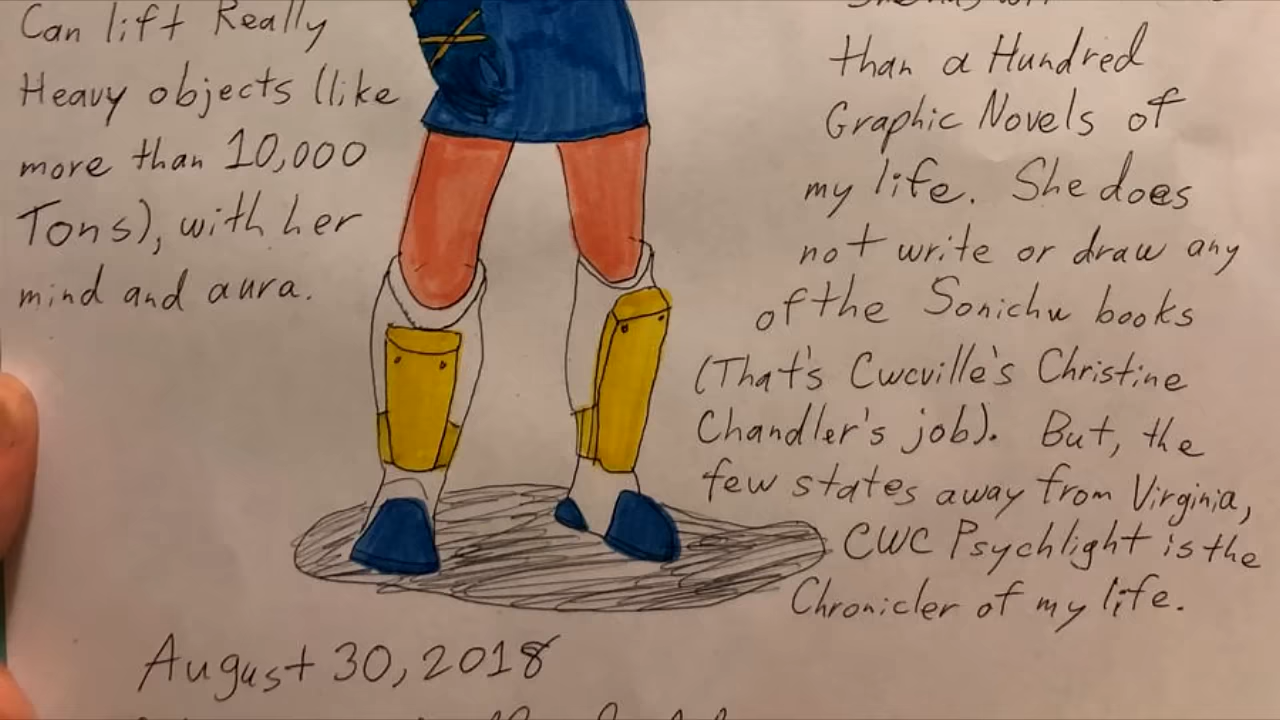 Can lift Really
Heavy objects (like
more than 10,000
Tons), with her
mind and aura.
than a Hundred
Graphic Novels of
my life. She does
not write or draw any
of the Sonichu books
(That's Cwcville's Christine
Chandler's job). But, the
few states away from Virginia,
CWC Psychlight is the
Chronicler of my life.
August 30, 2018